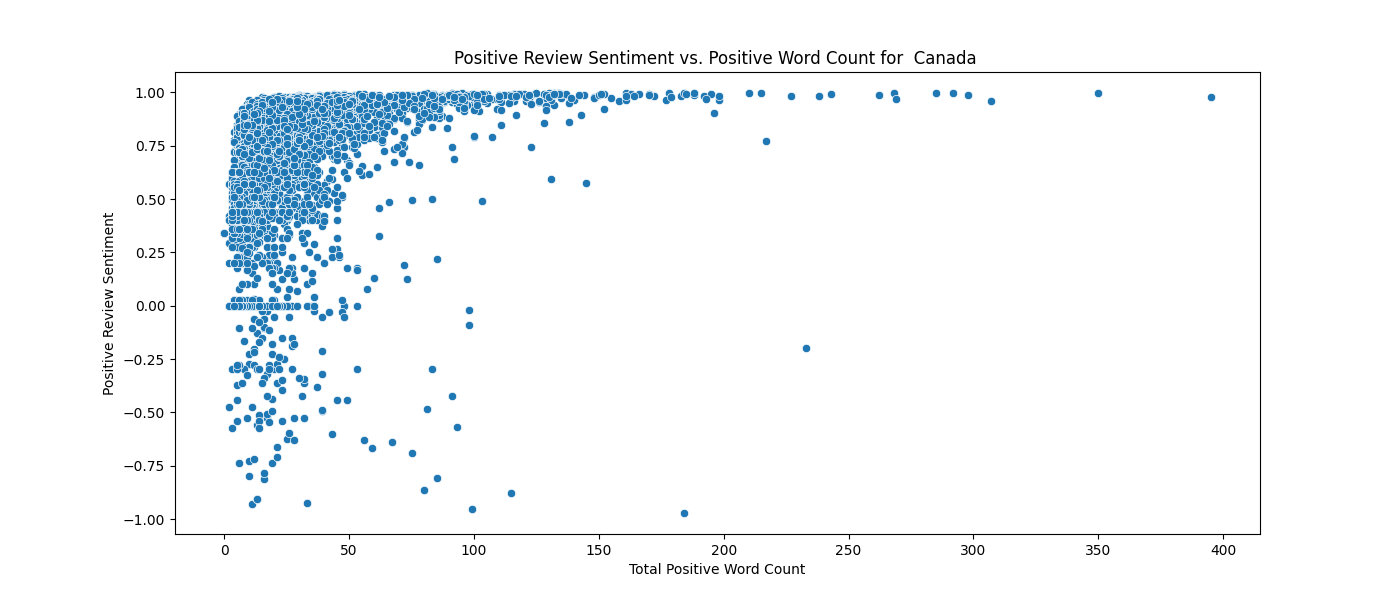 Positive Review Sentiment vs. Positive Word Count for  Canada
1.00
0.75
0.50
0.25
0.00
−0.25
−0.50
−0.75
−1.00
Positive Review Sentiment
0 50 100 150 200 250 300 350 400
Total Positive Word Count